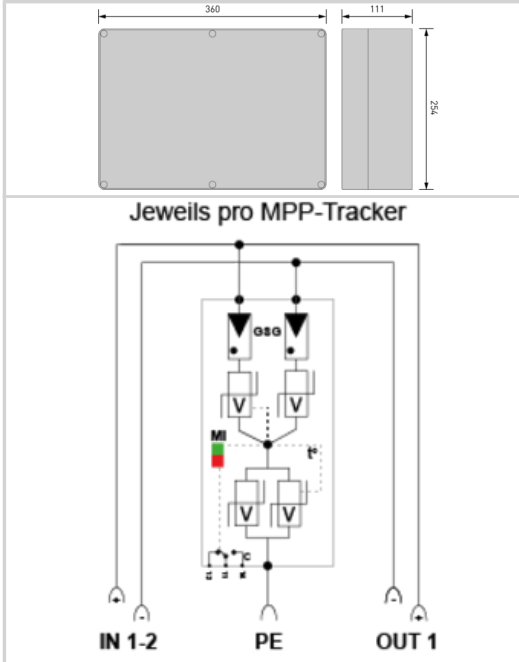 360
111
254
Jeweils pro MPP-Tracker
GSG
V
V
MI
t°
V
V
C
+
-
-
+
IN 1-2
PE
OUT 1